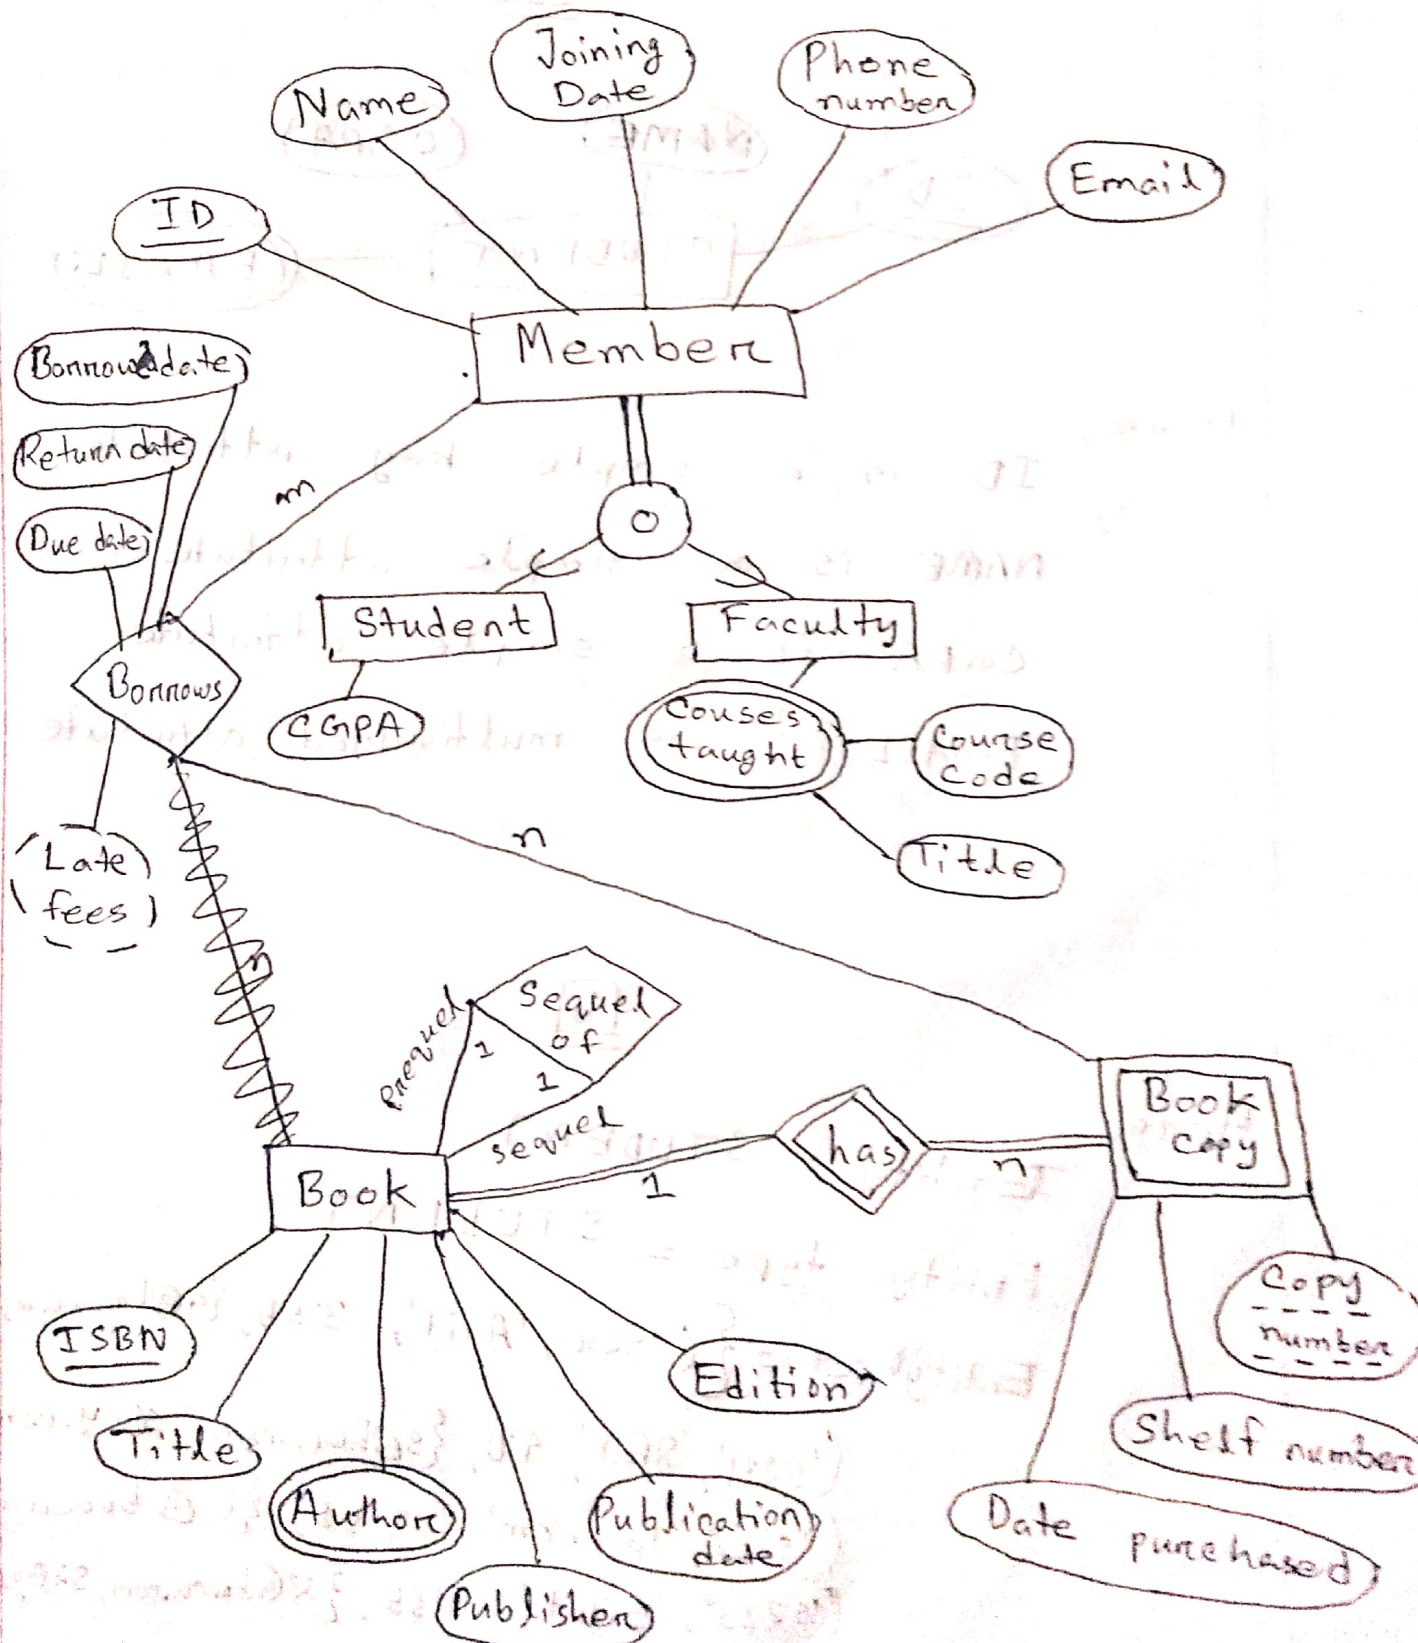 Joining
Date
Phone
number
Name
Email
ID
Member
Borrowed date
Return date
m
Due date
O
Student
Faculty
Borrows
CGPA
Couses
taught
Course
Code
n
Late
fees
Title
n
Sequel
of
Prequel
1
1
sequel
Book
copy
has
n
1
Book
Copy
number
ISBN
Edition
Shelf number
Title
Author
Publication
date
Date purchased
Publisher